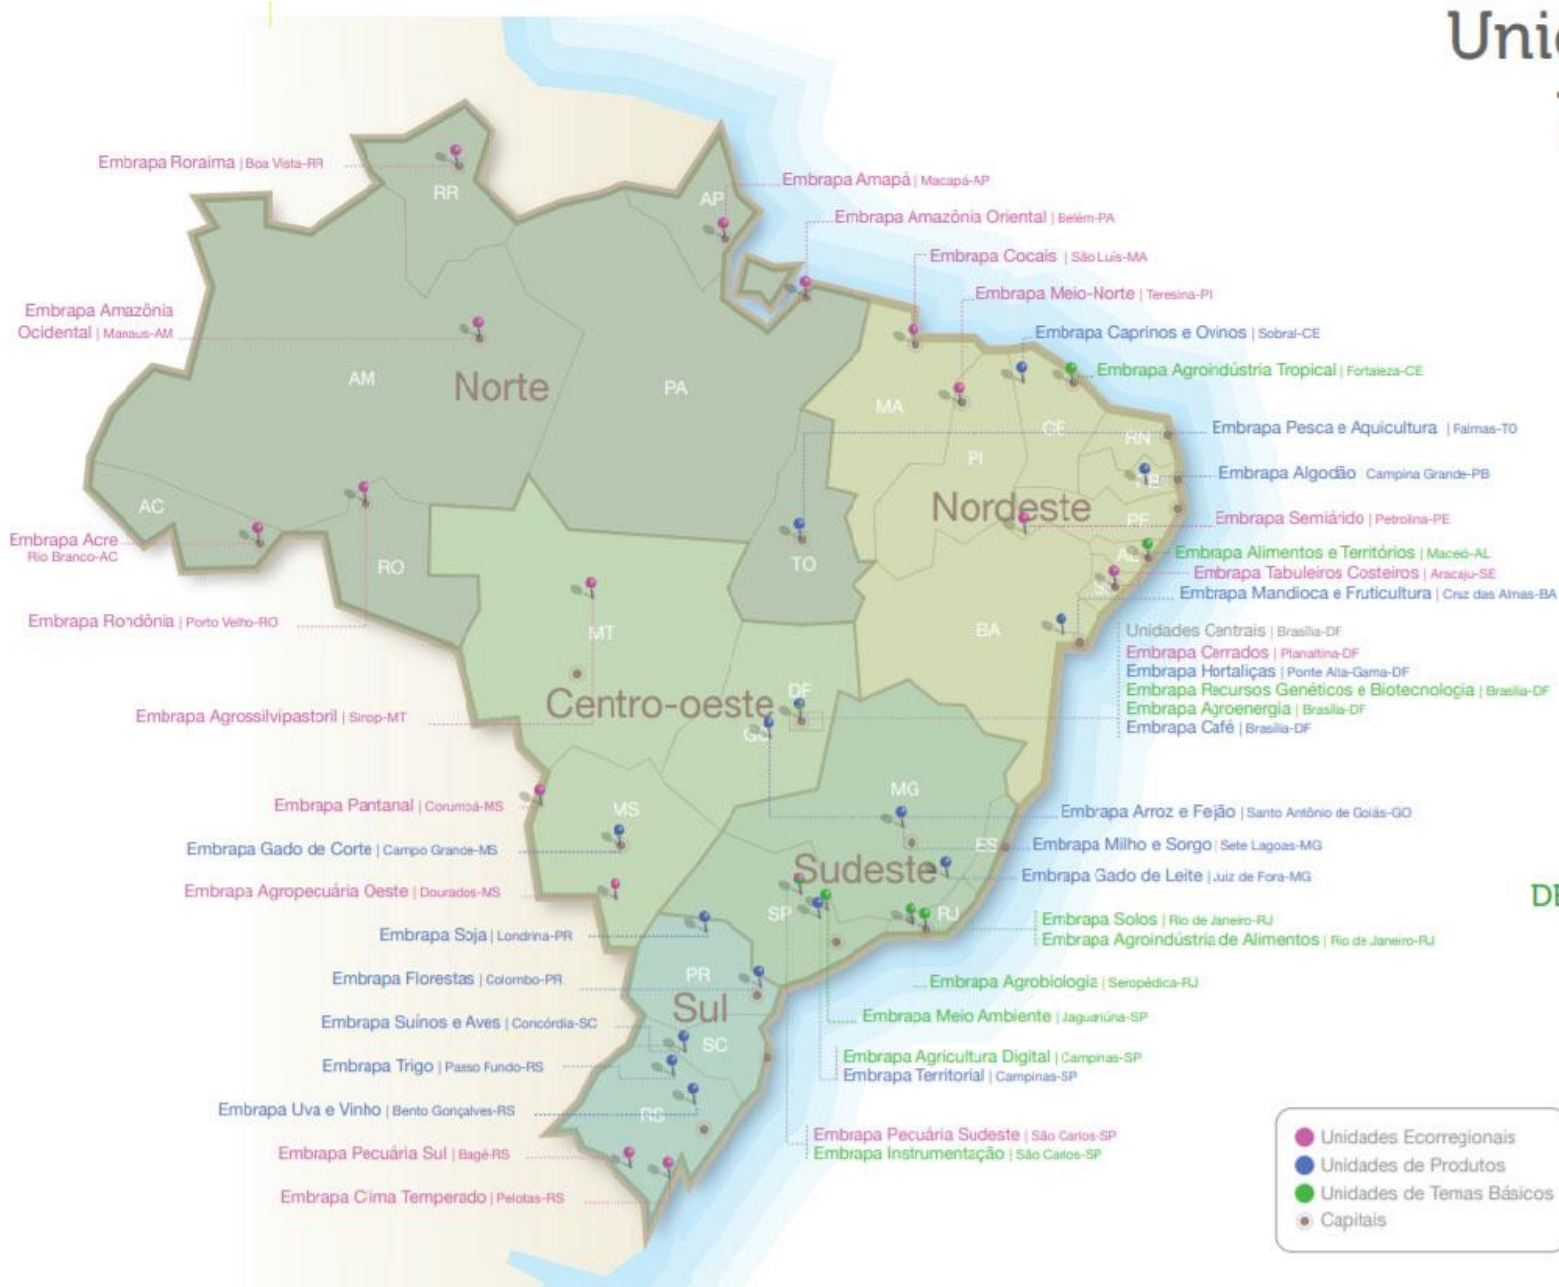 Embrapa Roraima | Boa Vista-RR
Embrapa Amazônia
Ocidental | Manaus-AM
Embrapa Acre
Rio Branco-AC
Embrapa Rondônia | Porto Velho-RO
Embrapa Agrossilvipastoril | Sinop-MT
Embrapa Pantanal | Corumbá-MS
Embrapa Gado de Corte | Campo Grande-MS
Embrapa Agropecuária Oeste | Dourados-MS
Embrapa Soja | Londrina-PR
Embrapa Florestas | Colombo-PR
Embrapa Suínos e Aves | Concórdia-SC
Embrapa Trigo | Passo Fundo-RS
Embrapa Uva e Vinho | Bento Gonçalves-RS
Embrapa Pecuária Sul | Bagé-RS
Embrapa Clima Temperado | Pelotas-RS
RR
AP
AM
Norte
PA
AC
RO
TO
MA
PI
CE
RN
PB
Nordeste
PE
AL
SE
BA
MT
Centro-oeste
DF
GO
MS
MG
ES
Sudeste
SP
RJ
PR
Sul
SC
RS
Embrapa Amapá | Macapá-AP
Embrapa Amazônia Oriental | Belém-PA
Embrapa Cocais | São Luís-MA
Embrapa Meio-Norte | Teresina-PI
Embrapa Caprinos e Ovinos | Sobral-CE
Embrapa Agroindústria Tropical | Fortaleza-CE
Embrapa Pesca e Aquicultura | Palmas-TO
Embrapa Algodão | Campina Grande-PB
Embrapa Semiárido | Petrolina-PE
Embrapa Alimentos e Territórios | Maceió-AL
Embrapa Tabuleiros Costeiros | Aracaju-SE
Embrapa Mandioca e Fruticultura | Cruz das Almas-BA
Unidades Centrais | Brasília-DF
Embrapa Cerrados | Planaltina-DF
Embrapa Hortaliças | Ponte Alta-Gama-DF
Embrapa Recursos Genéticos e Biotecnologia | Brasília-DF
Embrapa Agroenergia | Brasília-DF
Embrapa Café | Brasília-DF
Embrapa Arroz e Feijão | Santo Antônio de Goiás-GO
Embrapa Milho e Sorgo | Sete Lagoas-MG
Embrapa Gado de Leite | Juiz de Fora-MG
Embrapa Solos | Rio de Janeiro-RJ
Embrapa Agroindústria de Alimentos | Rio de Janeiro-RJ
Embrapa Agrobiologia | Seropédica-RJ
Embrapa Meio Ambiente | Jaguariúna-SP
Embrapa Agricultura Digital | Campinas-SP
Embrapa Territorial | Campinas-SP
Embrapa Pecuária Sudeste | São Carlos-SP
Embrapa Instrumentação | São Carlos-SP
Unidades Ecorregionais
Unidades de Produtos
Unidades de Temas Básicos
Capitais